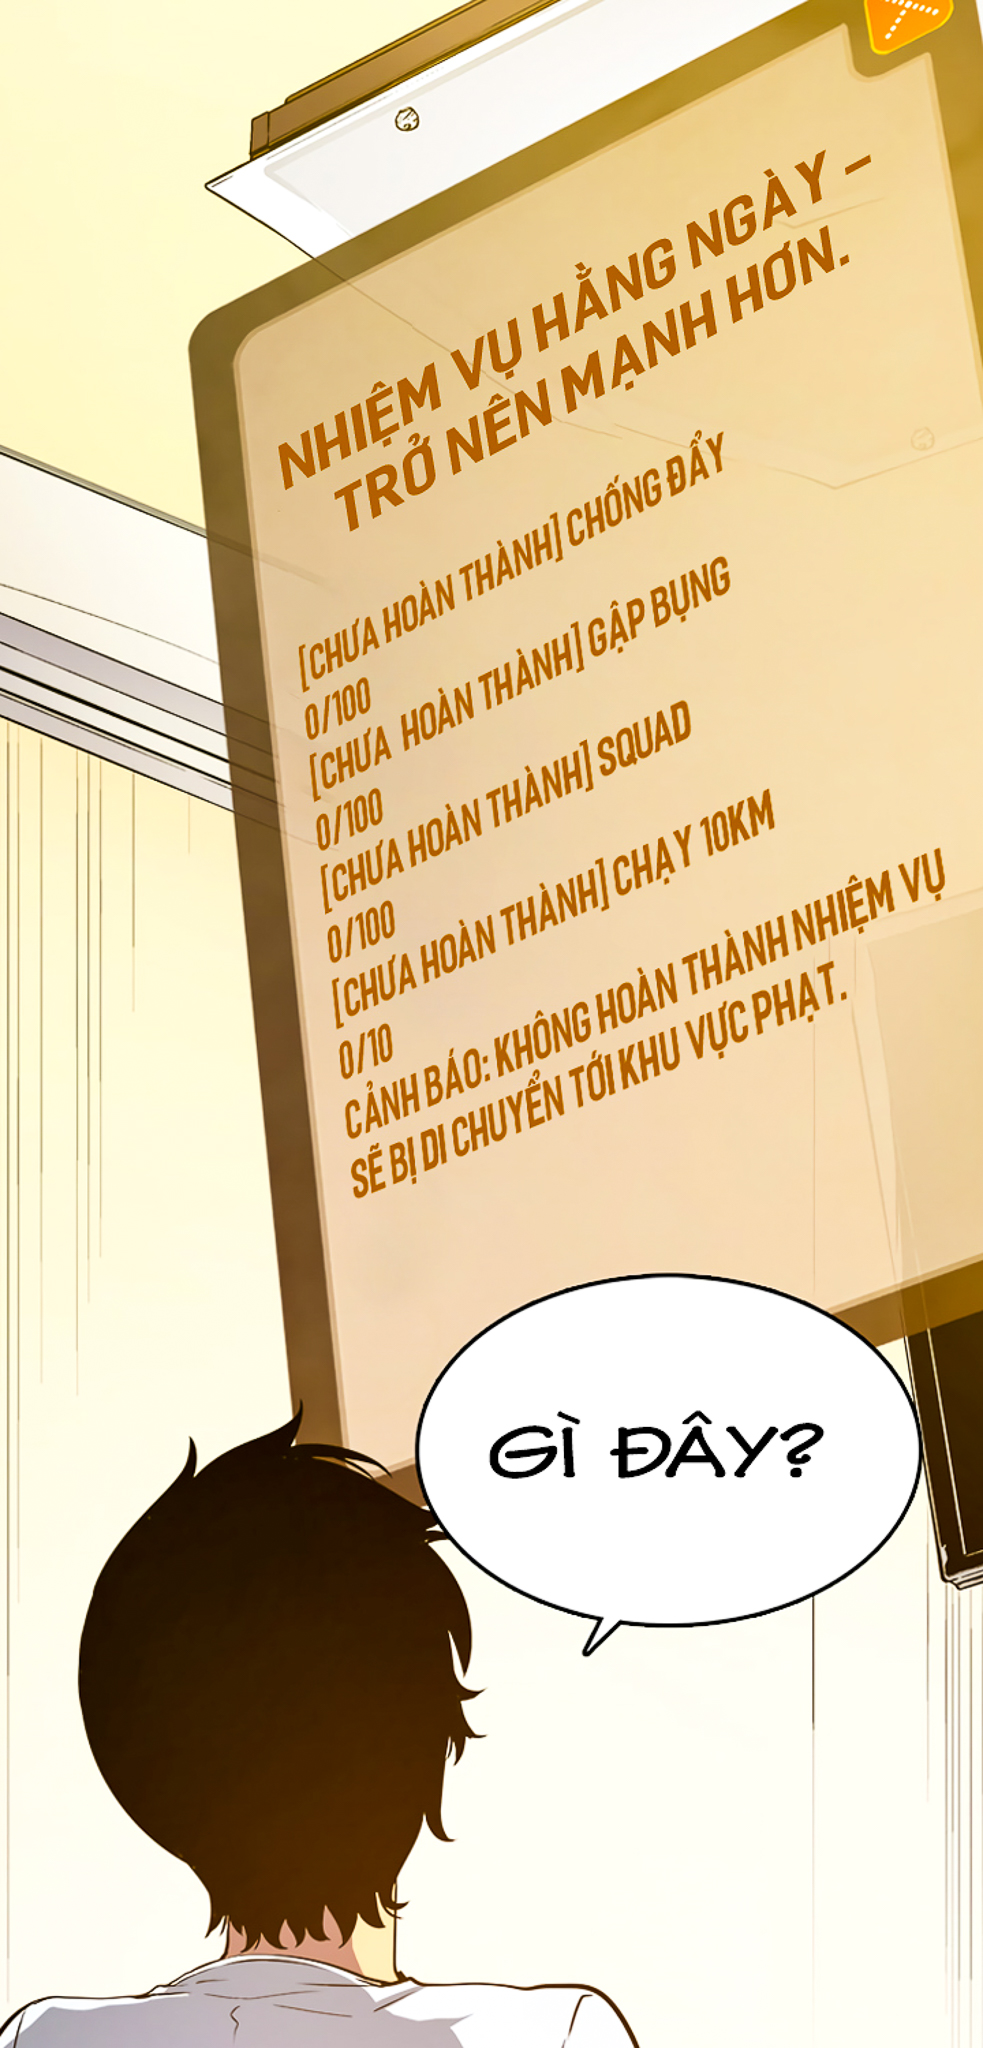 NHIỆM VỤ HẰNG NGÀY –
TRỞ NÊN MẠNH HƠN.
[CHƯA HOÀN THÀNH] CHỐNG ĐẨY
0/100
[CHƯA HOÀN THÀNH] GẬP BỤNG
0/100
[CHƯA HOÀN THÀNH] SQUAD
0/100
[CHƯA HOÀN THÀNH] CHẠY 10KM
0/10
CẢNH BÁO: KHÔNG HOÀN THÀNH NHIỆM VỤ
SẼ BỊ DI CHUYỂN TỚI KHU VỰC PHẠT.
GÌ ĐÂY?